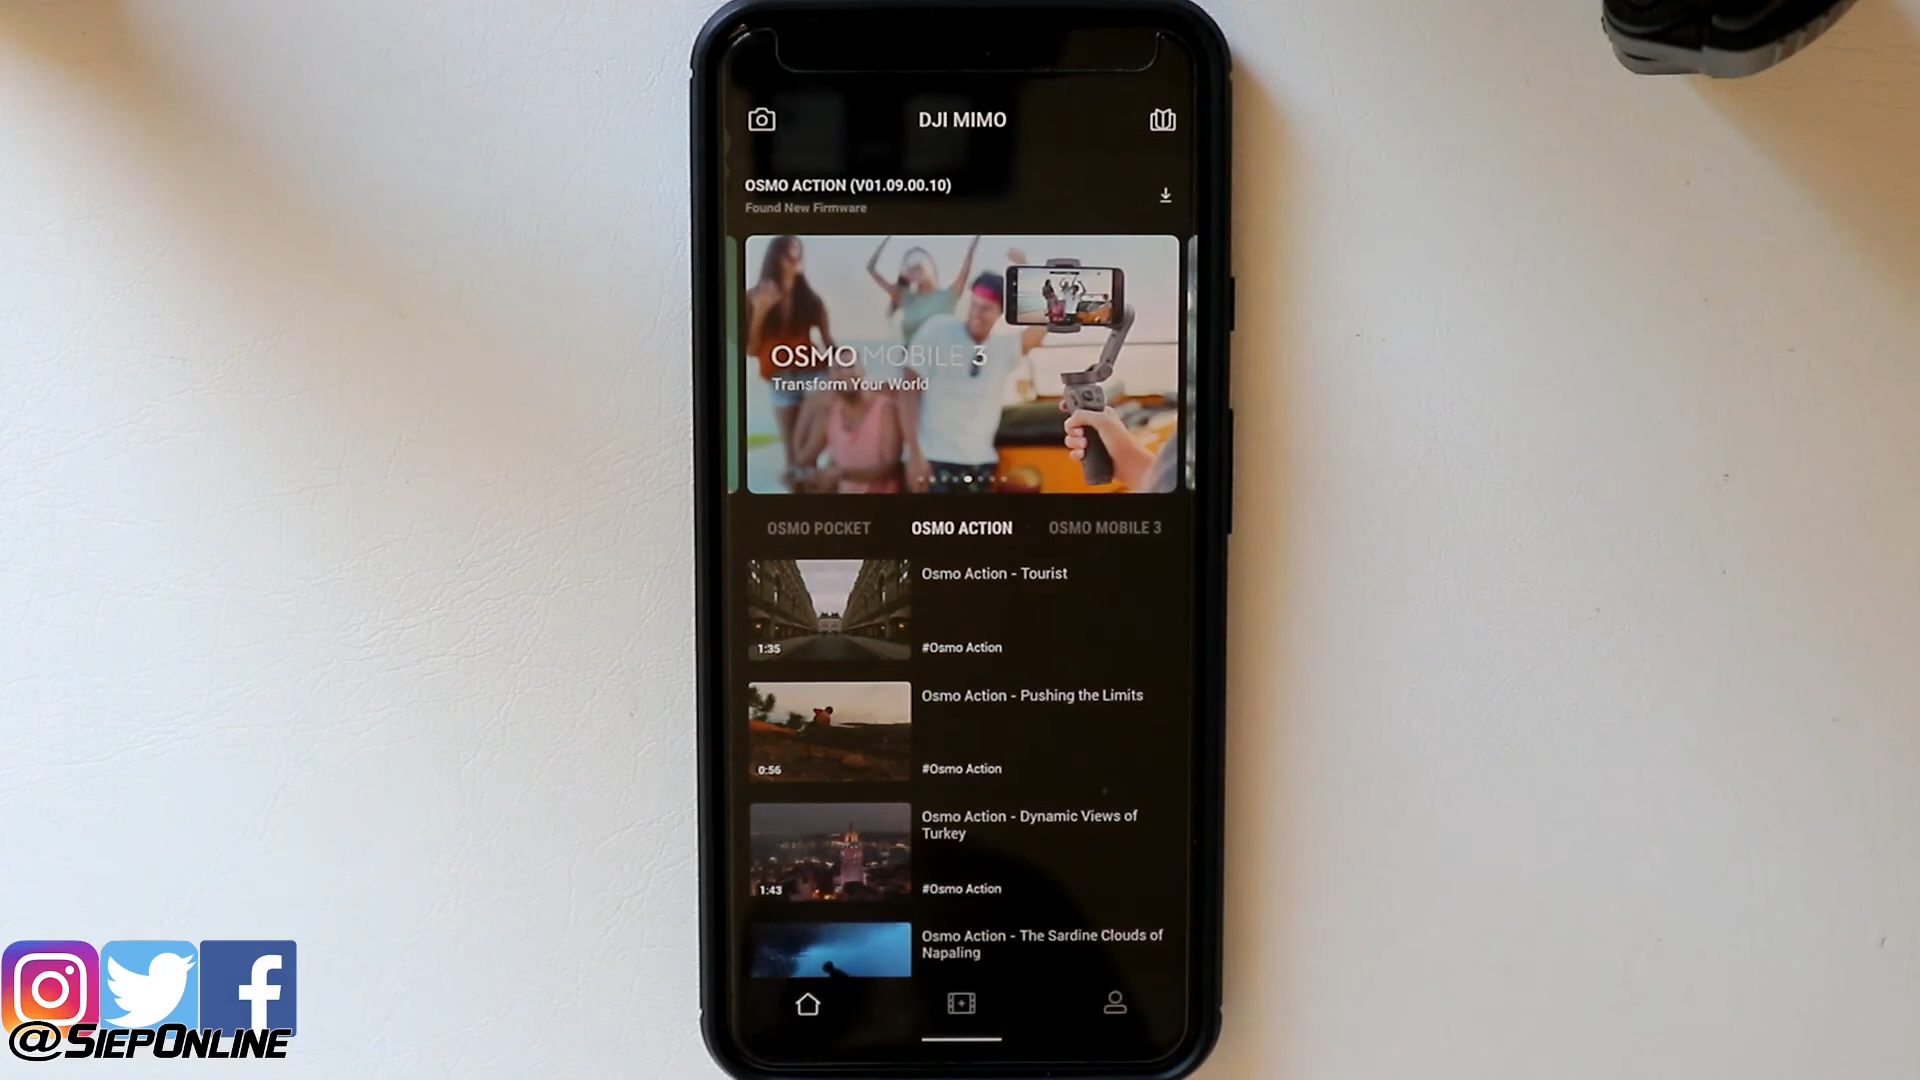 DJI MIMO
OSMO ACTION (V01.09.00.10)
Found New Firmware
OSMO MOBILE 3
Transform Your World
OSMO POCKET
OSMO ACTION
OSMO MOBILE 3
Osmo Action - Tourist
#Osmo Action
1:35
Osmo Action - Pushing the Limits
#Osmo Action
0:56
Osmo Action - Dynamic Views of
Turkey
#Osmo Action
1:43
Osmo Action - The Sardine Clouds of
Napaling
@SiepOnline